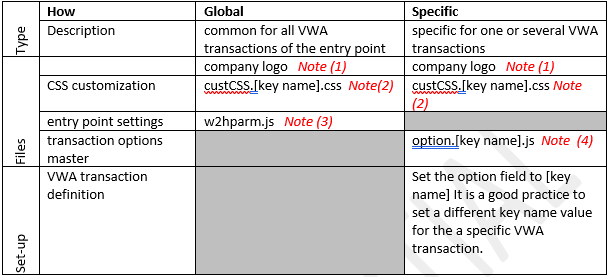 How Global Specific
Type
Description common for all VWA specific for one or several VWA
transactions of the entry point transactions
Files
company logo Note (1) company logo Note (1)
CSS customization custCSS.[key name].css Note(2) custCSS.[key name].css Note
(2)
entry point settings w2hparm.js Note (3)
transaction options option.[key name].js Note (4)
master
Set-up
VWA transaction Set the option field to [key
definition name] It is a good practice to
set a different key name value
for the a specific VWA
transaction.